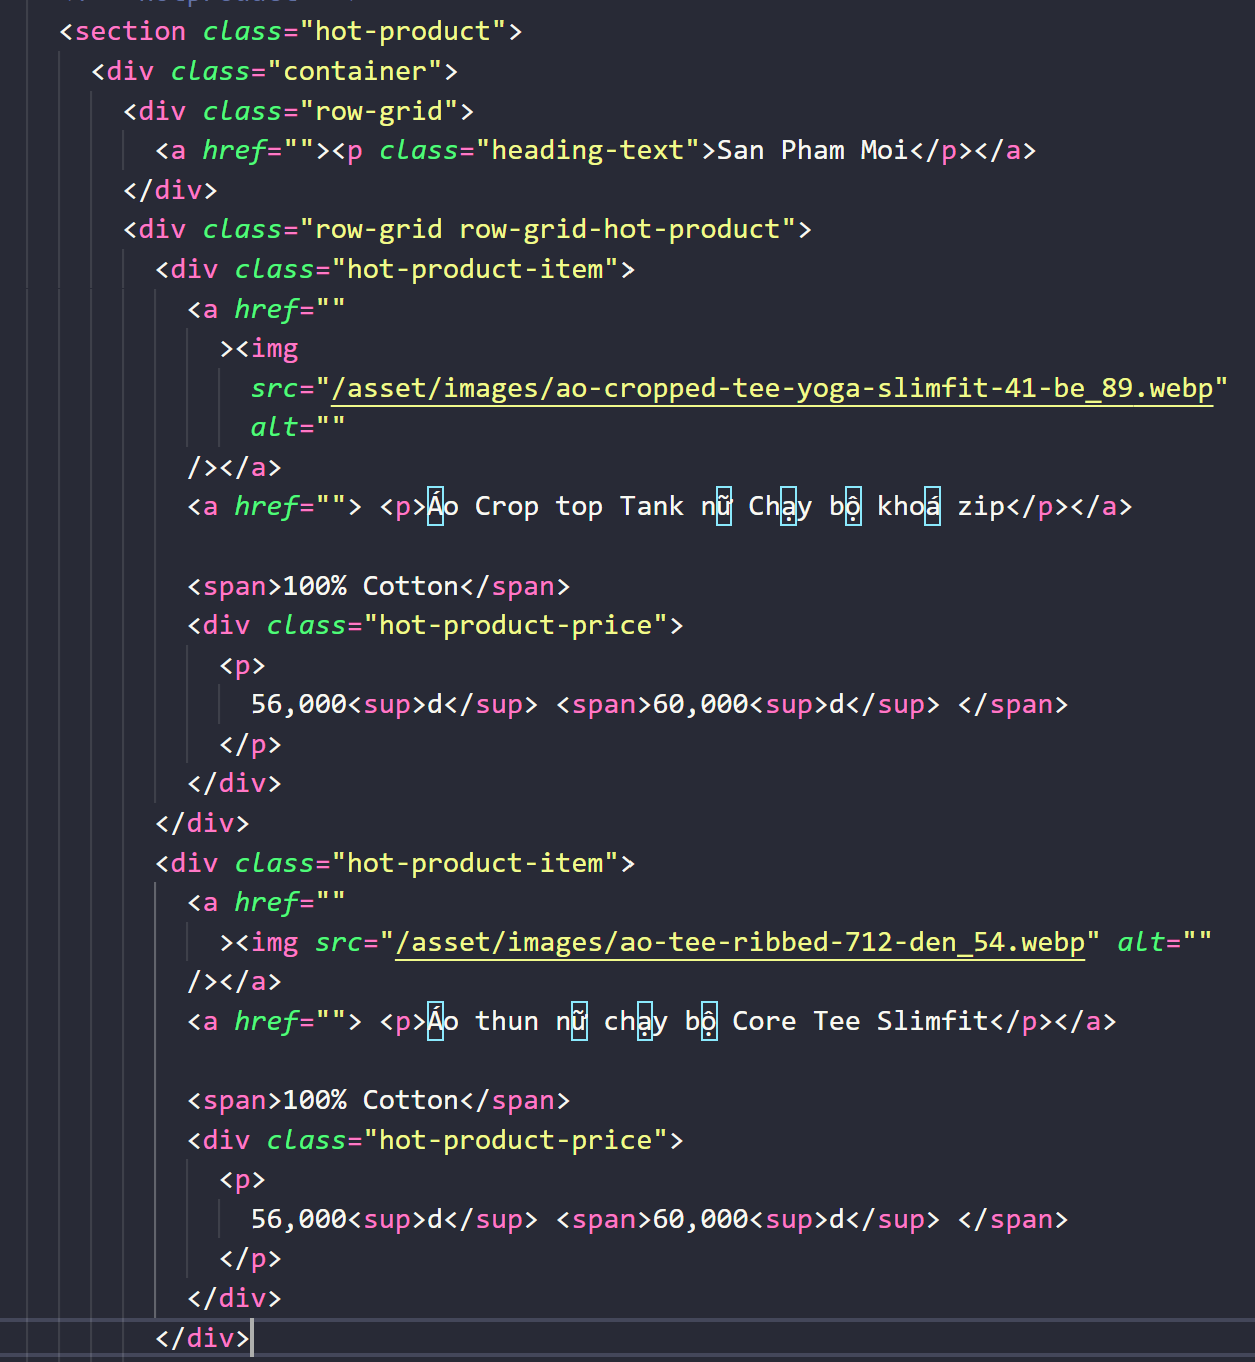 <section class="hot-product">
<div class="container">
<div class="row-grid">
<a href=""><p class="heading-text">San Pham Moi</p></a>
</div>
<div class="row-grid row-grid-hot-product">
<div class="hot-product-item">
<a href=""
><img
src="/asset/images/ao-cropped-tee-yoga-slimfit-41-be_89.webp"
alt=""
/></a>
<a href=""> <p>Áo Crop top Tank nữ Chạy bộ khoá zip</p></a>
<span>100% Cotton</span>
<div class="hot-product-price">
<p>
56,000<sup>d</sup> <span>60,000<sup>d</sup> </span>
</p>
</div>
</div>
<div class="hot-product-item">
<a href=""
><img src="/asset/images/ao-tee-ribbed-712-den_54.webp" alt=""
/></a>
<a href=""> <p>Áo thun nữ chạy bộ Core Tee Slimfit</p></a>
<span>100% Cotton</span>
<div class="hot-product-price">
<p>
56,000<sup>d</sup> <span>60,000<sup>d</sup> </span>
</p>
</div>
</div>